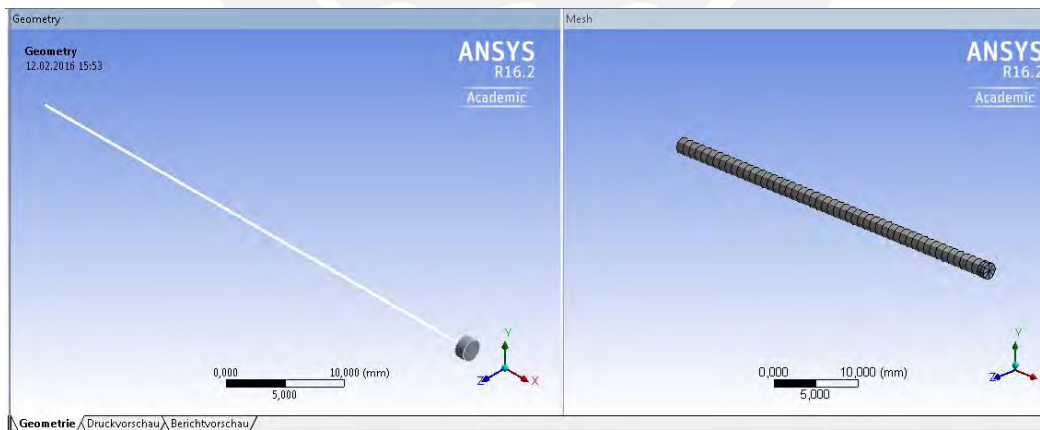 Geometry
Geometry
12.02.2016 15:53
ANSYS
R16.2
Academic
Y
Z
X
0,000
10,000 (mm)
5,000
Mesh
ANSYS
R16.2
Academic
Y
Z
0,000
10,000 (mm)
5,000
Geometrie Druckvorschau Berichtvorschau